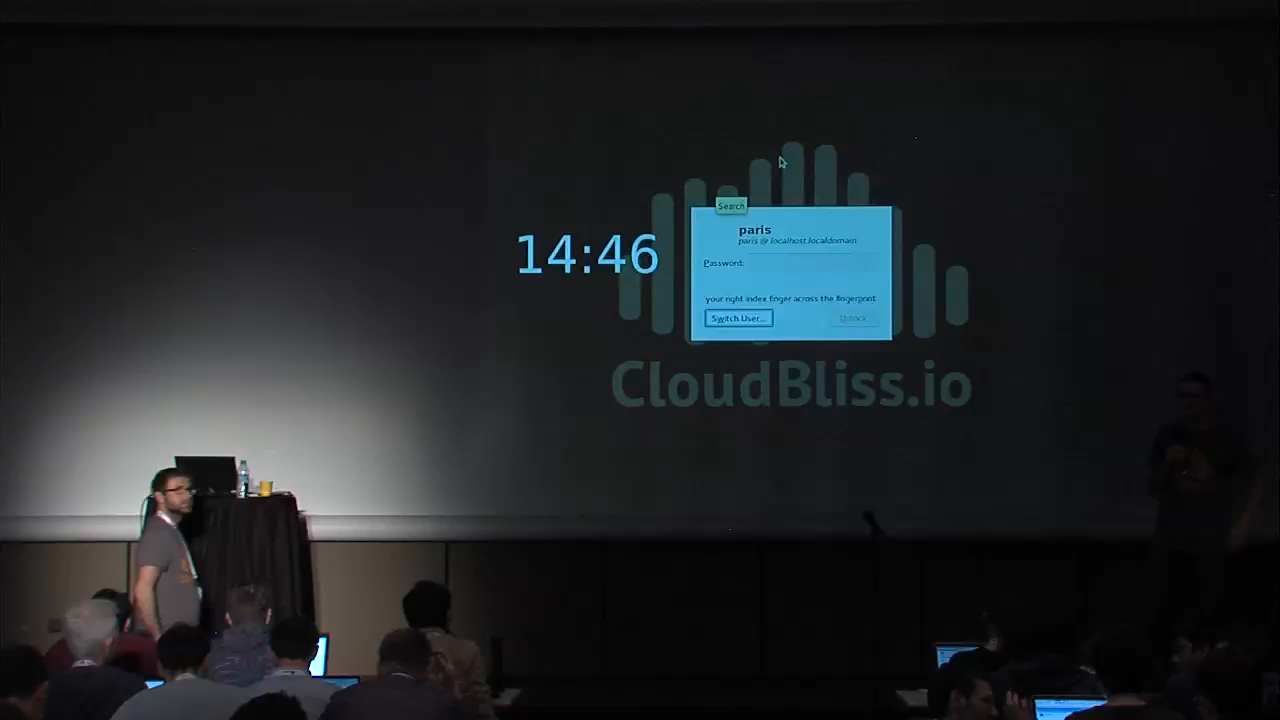 Search
paris
paris @ localhost.localdomain
14:46
Password:
your right index finger across the fingerprint
Switch User...
Unlock
CloudBliss.io